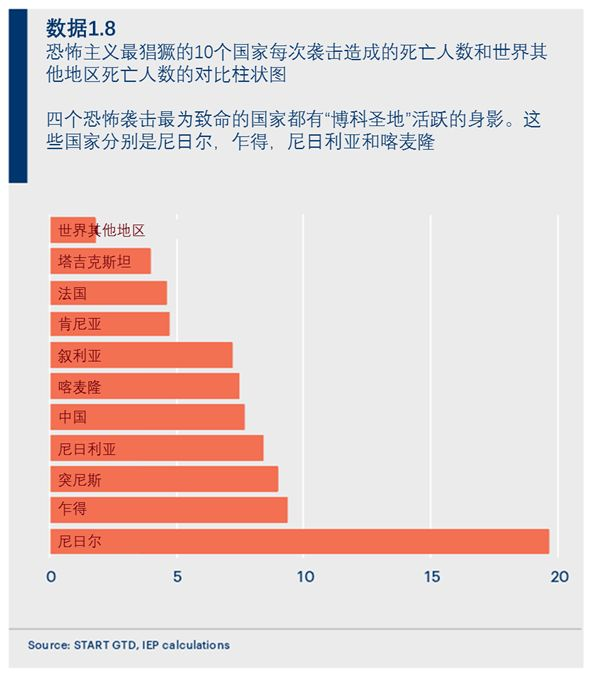 数据1.8
恐怖主义最猖獗的10个国家每次袭击造成的死亡人数和世界其
他地区死亡人数的对比柱状图
四个恐怖袭击最为致命的国家都有“博科圣地”活跃的身影。这
些国家分别是尼日尔，乍得，尼日利亚和喀麦隆
世界其他地区
塔吉克斯坦
法国
肯尼亚
叙利亚
喀麦隆
中国
尼日利亚
突尼斯
乍得
尼日尔
0 5 10 15 20
Source: START GTD, IEP calculations